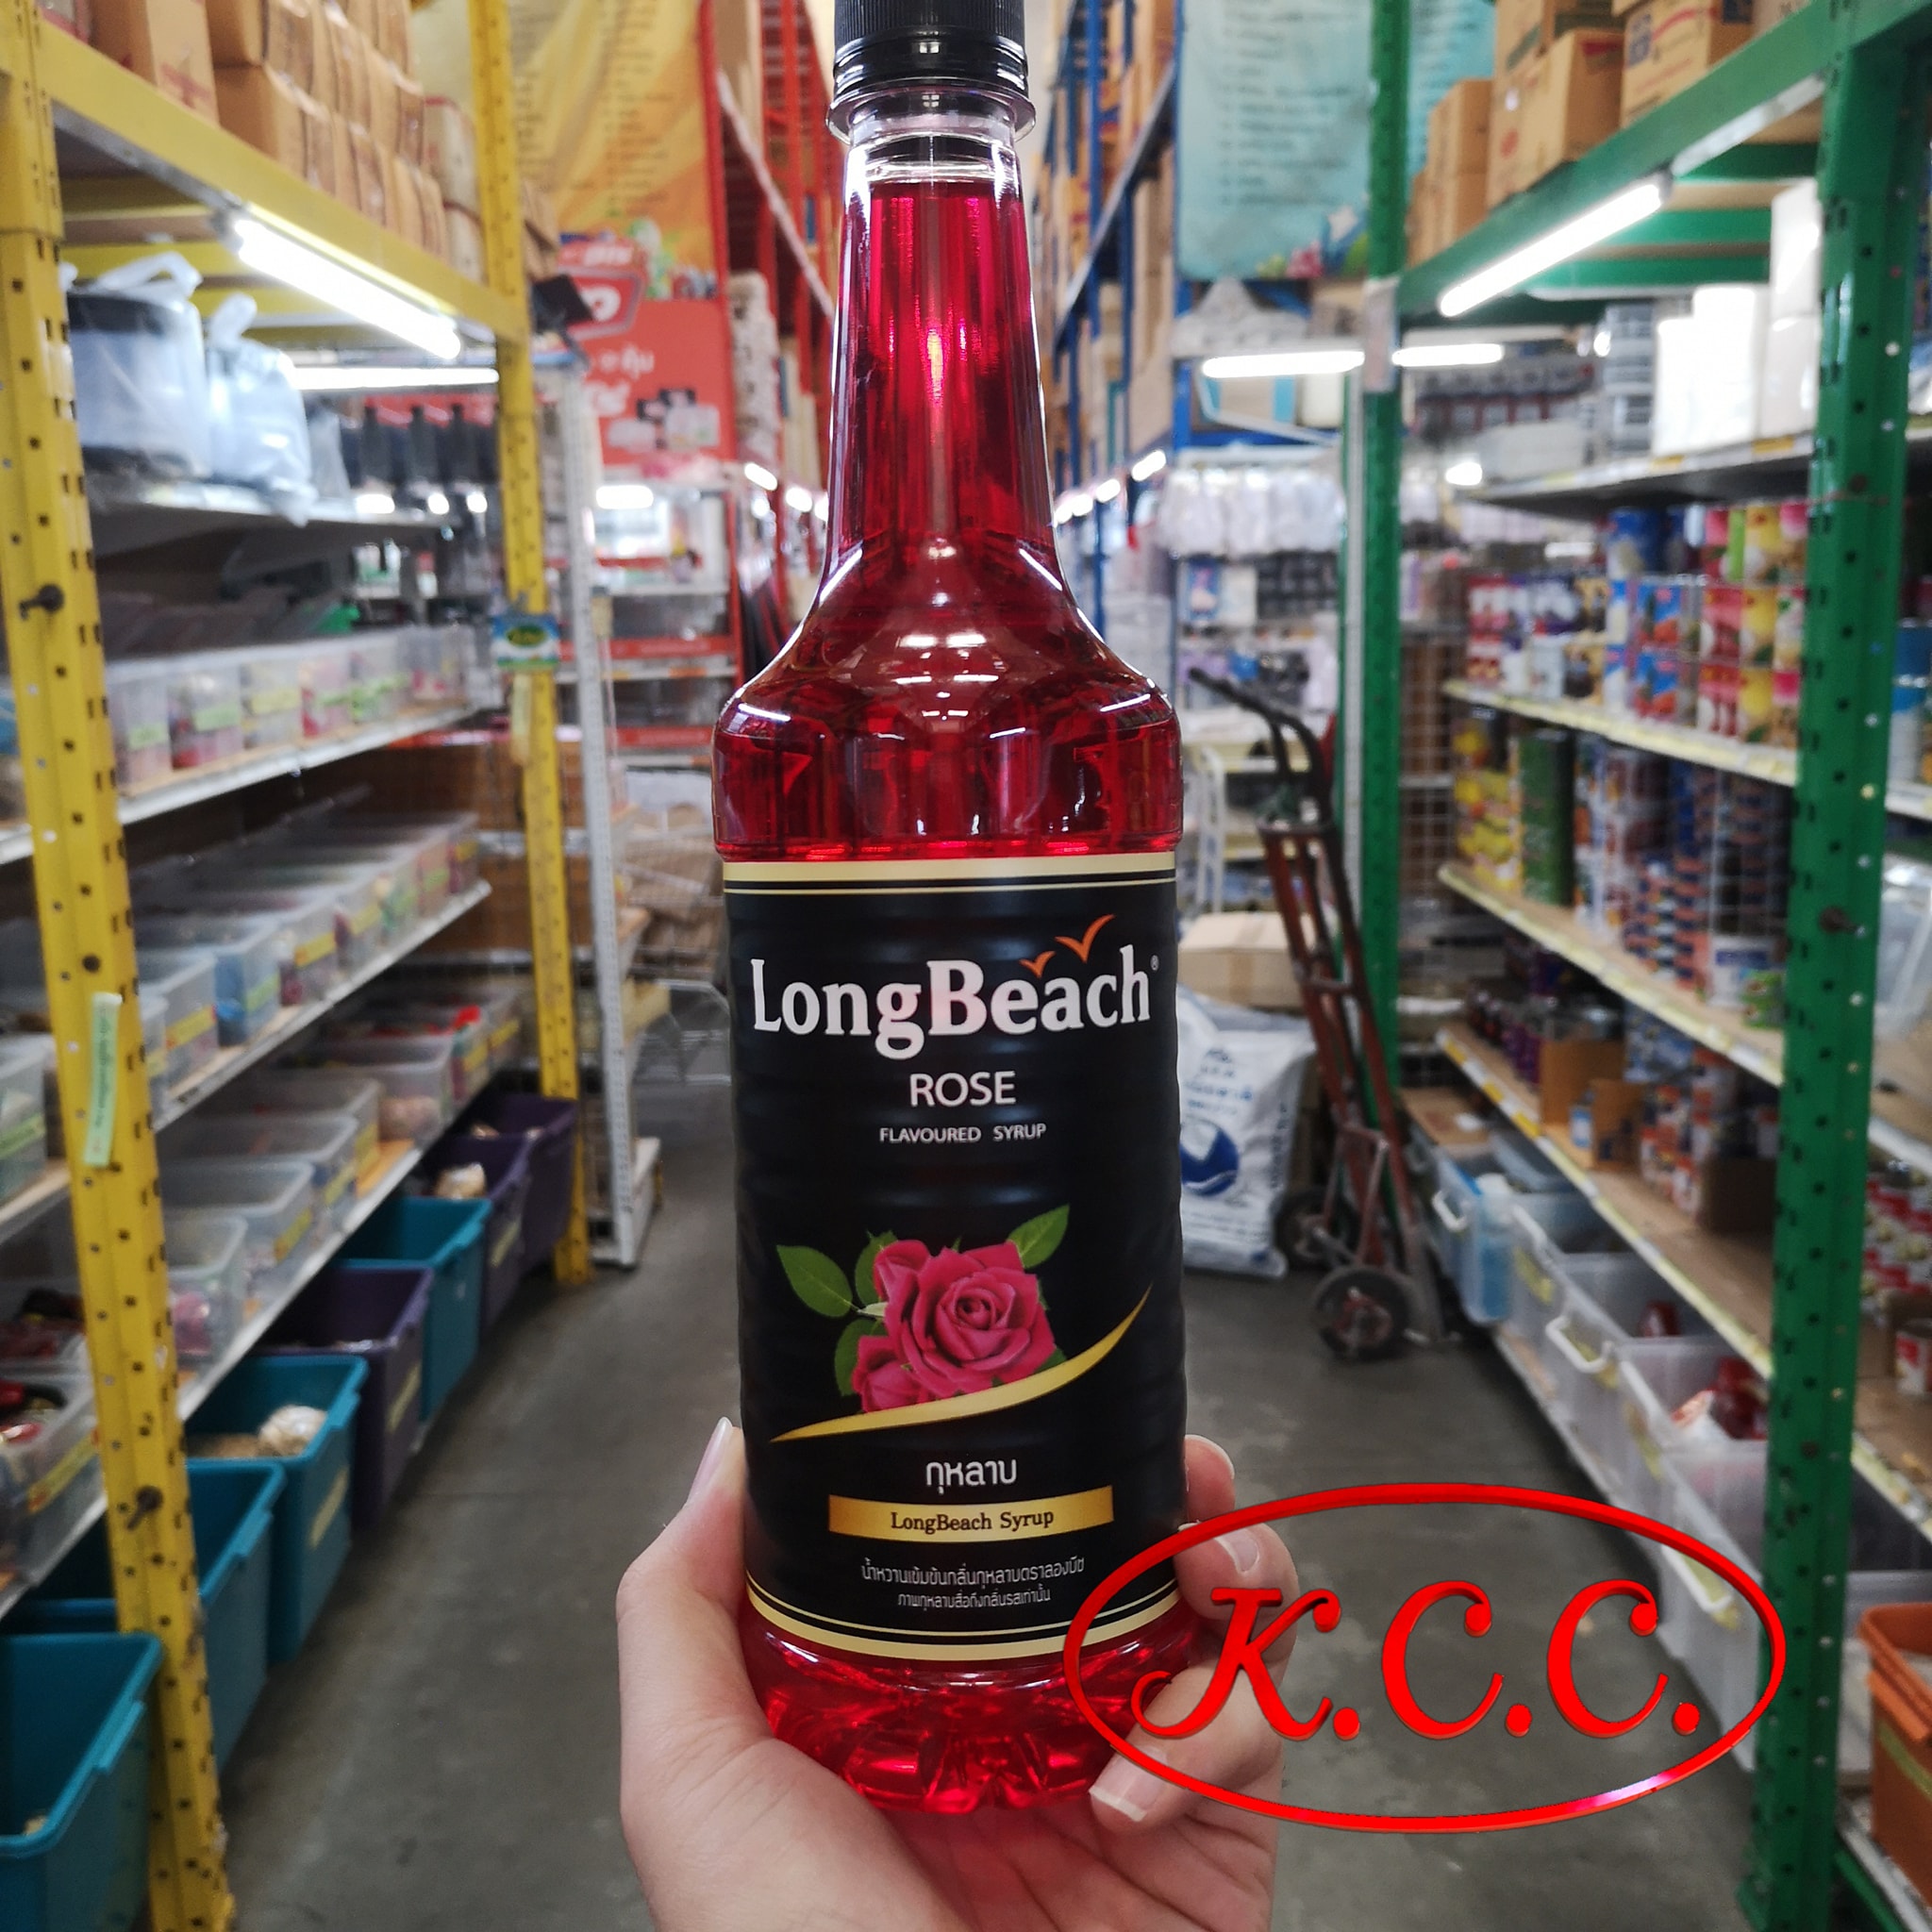 LongBeach®
ROSE
FLAVOURED SYRUP
กุหลาบ
LongBeach Syrup
น้ำหวานเข้มข้นกลิ่นกุหลาบตราลองบีช
ภาพกุหลาบสื่อถึงกลิ่นรสเท่านั้น
K.C.C.